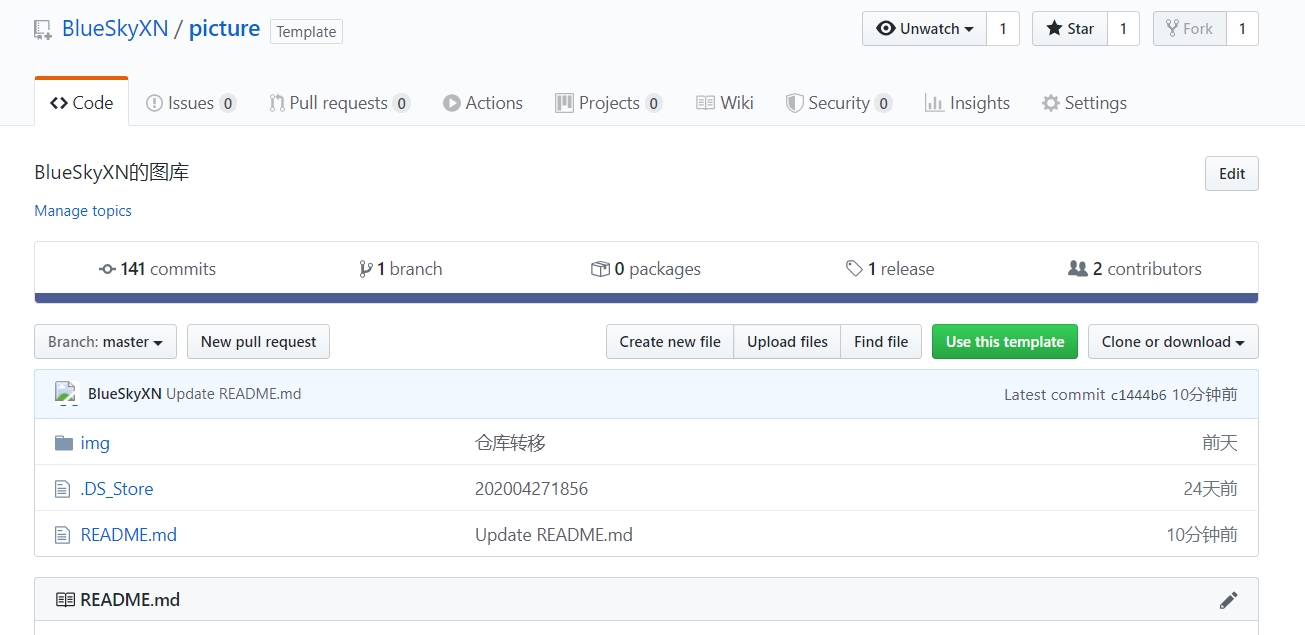 BlueSkyXN / picture Template Unwatch 1 Star 1 Fork 1
Code Issues 0 Pull requests 0 Actions Projects 0 Wiki Security 0 Insights Settings
BlueSkyXN的图库 Edit
Manage topics
141 commits 1 branch 0 packages 1 release 2 contributors
Branch: master New pull request Create new file Upload files Find file Use this template Clone or download
BlueSkyXN Update README.md Latest commit c1444b6 10分钟前
img 仓库转移 前天
.DS_Store 202004271856 24天前
README.md Update README.md 10分钟前
README.md